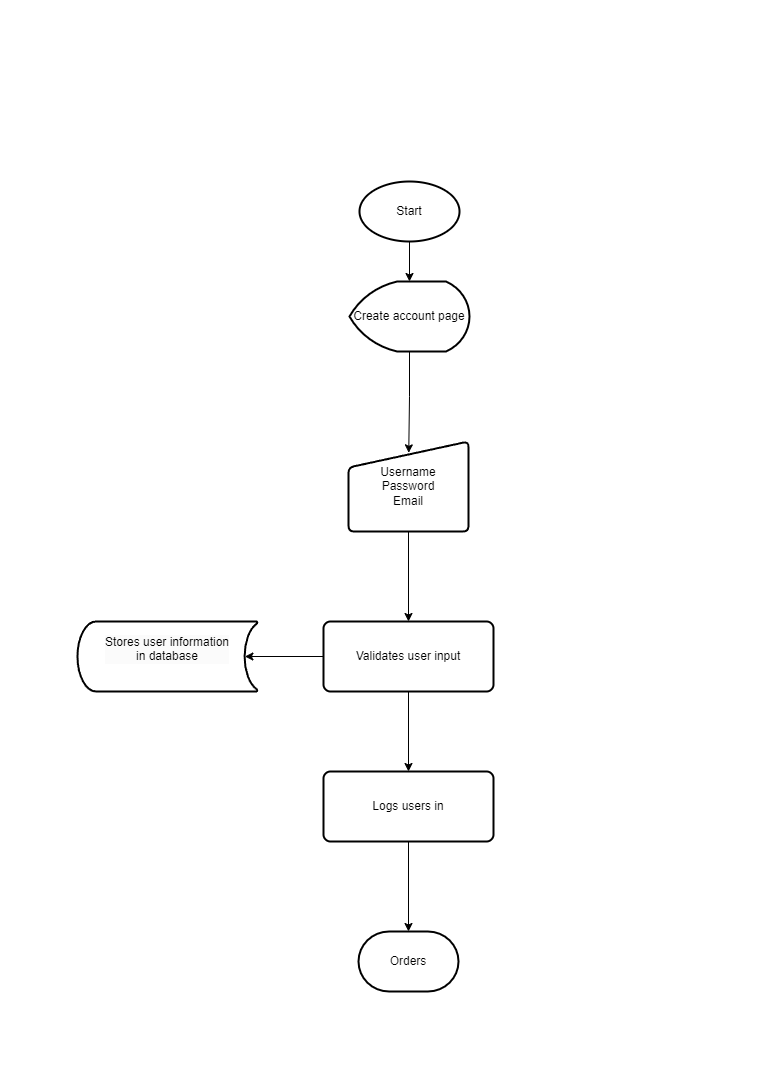 Start
Create account page
Username
Password
Email
Stores user information
in database
Validates user input
Logs users in
Orders